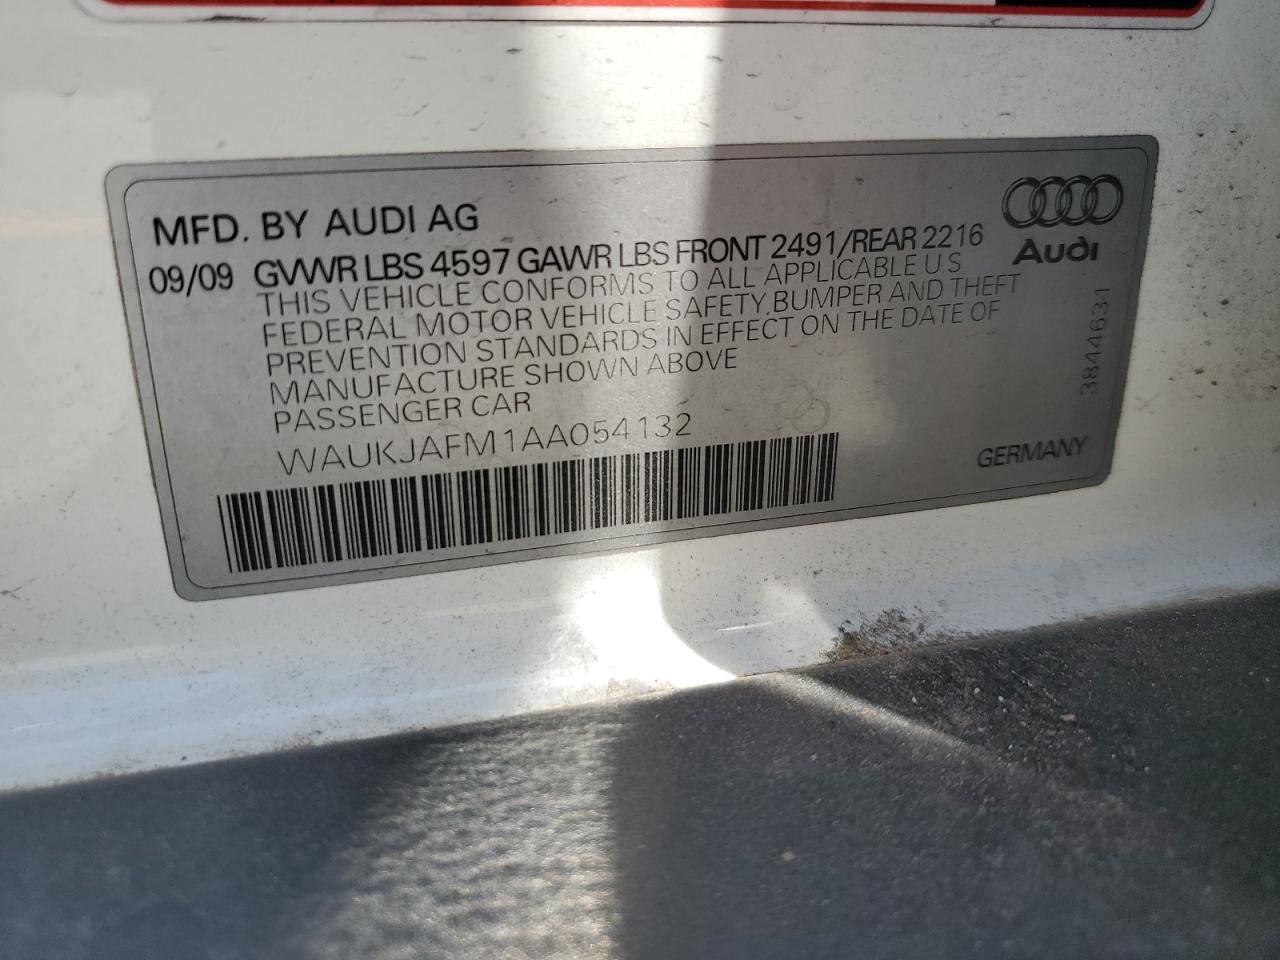 MFD. BY AUDI AG
09/09 GVWR LBS 4597 GAWR LBS FRONT 2491/REAR 2216
THIS VEHICLE CONFORMS TO ALL APPLICABLE U.S
FEDERAL MOTOR VEHICLE SAFETY, BUMPER AND THEFT
PREVENTION STANDARDS IN EFFECT ON THE DATE OF
MANUFACTURE SHOWN ABOVE
PASSENGER CAR
WAUKJAFM1AA054132
Audi
3844631
GERMANY